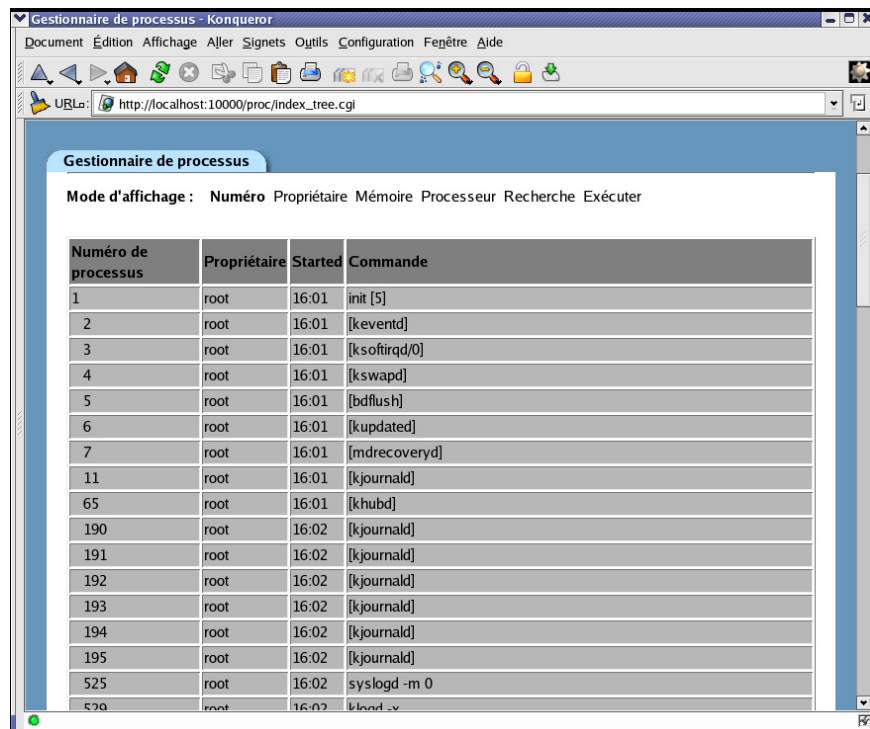 Gestionnaire de processus - Konqueror
Document Édition Affichage Aller Signets Outils Configuration Fenêtre Aide
URL: http://localhost:10000/proc/index_tree.cgi
Gestionnaire de processus
Mode d'affichage : Numéro Propriétaire Mémoire Processeur Recherche Exécuter
Numéro de processus Propriétaire Started Commande
1 root 16:01 init [5]
2 root 16:01 [keventd]
3 root 16:01 [ksoftirqd/0]
4 root 16:01 [kswapd]
5 root 16:01 [bdflush]
6 root 16:01 [kupdated]
7 root 16:01 [mdrecoveryd]
11 root 16:01 [kjournald]
65 root 16:01 [khubd]
190 root 16:02 [kjournald]
191 root 16:02 [kjournald]
192 root 16:02 [kjournald]
193 root 16:02 [kjournald]
194 root 16:02 [kjournald]
195 root 16:02 [kjournald]
525 root 16:02 syslogd -m 0
529 root 16:02 klogd -x